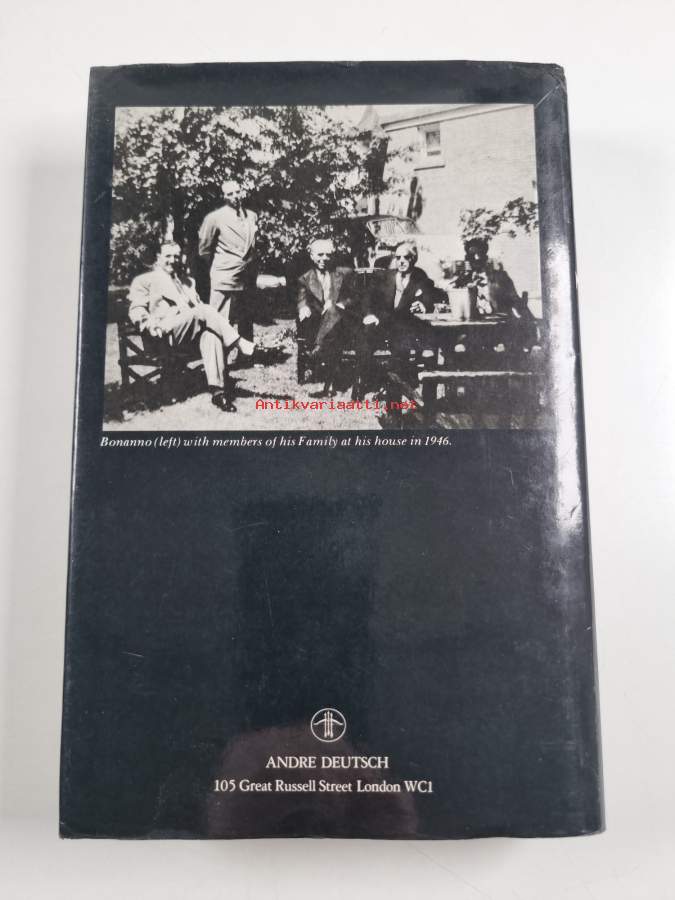 Antikvariaatti.net
Bonanno (left) with members of his Family at his house in 1946.
ANDRE DEUTSCH
105 Great Russell Street London WC1